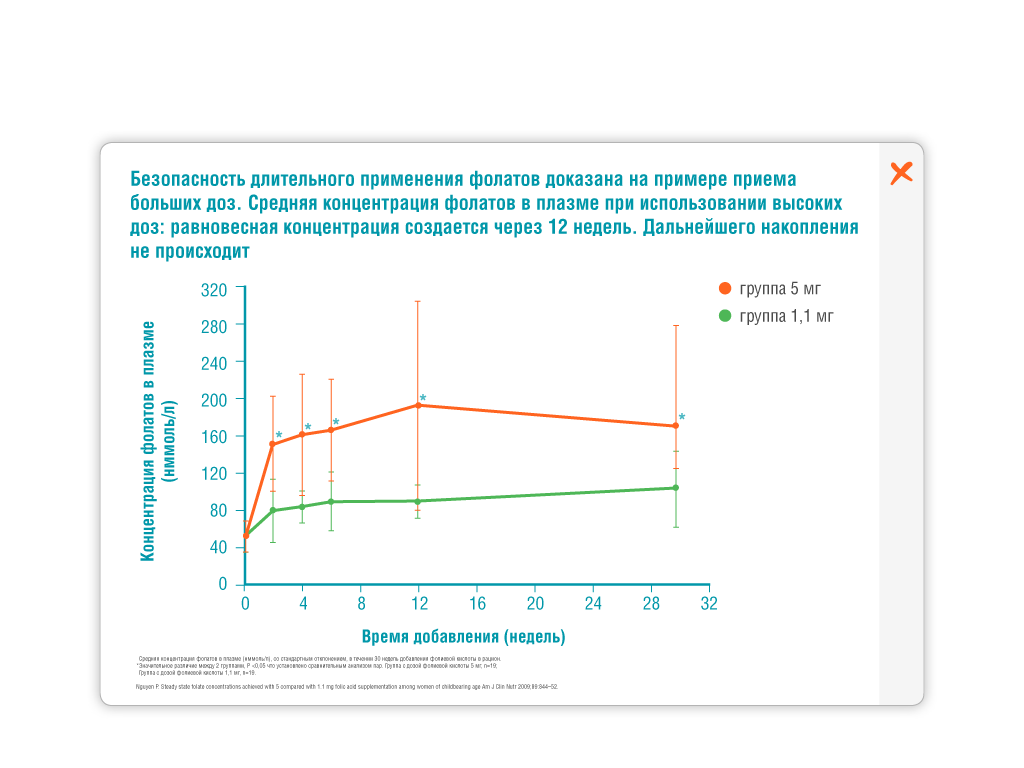 Безопасность длительного применения фолатов доказана на примере приема
больших доз. Средняя концентрация фолатов в плазме при использовании высоких
доз: равновесная концентрация создается через 12 недель. Дальнейшего накопления
не происходит
группа 5 мг
группа 1,1 мг
Концентрация фолатов в плазме
(нммоль/л)
320
280
240
200
160
120
80
40
0
*
*
*
*
*
0 4 8 12 16 20 24 28 32
Время добавления (недель)
Средняя концентрация фолатов в плазме (нммоль/л), со стандартным отклонением, в течении 30 недель добавления фолиевой кислоты в рацион.
*Значительное различие между 2 группами, P <0,05 что установлено сравнительным анализом пар. Группа с дозой фолиевой кислоты 5 мг, n=19;
Группа с дозой фолиевой кислоты 1,1 мг, n=19.
Nguyen P. Steady state folate concentrations achieved with 5 compared with 1.1 mg folic acid supplementation among women of childbearing age Am J Clin Nutr 2009;89:844–52.